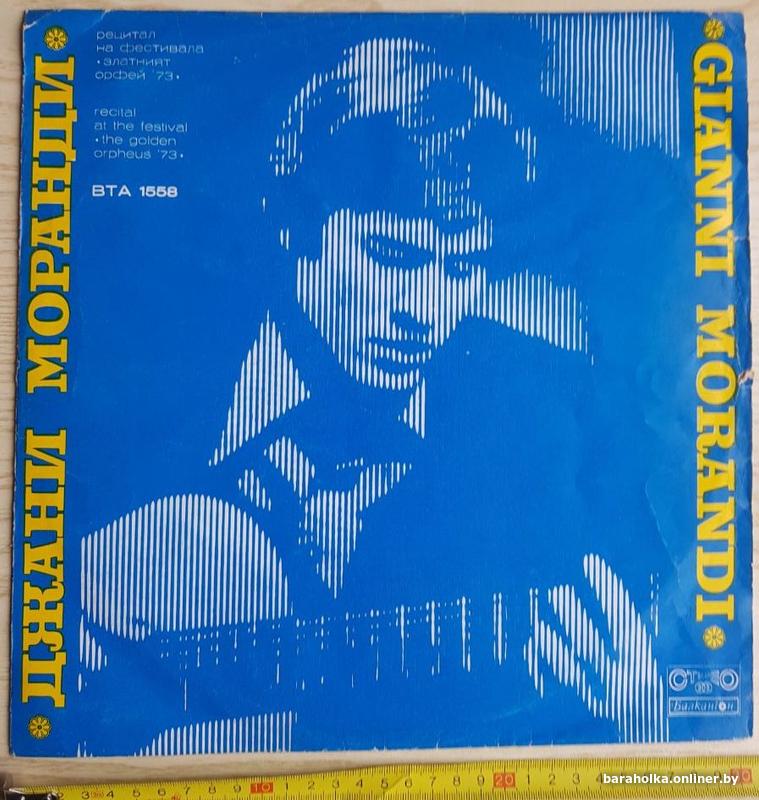 рецитал
на фестивала
•златният
орфей '73•
recital
at the festival
•the golden
orpheus '73•
ВТА 1558
ДЖАНИ МОРАНДИ
GIANNI MORANDI
СТЕРЕО
Балкантон
baraholka.onliner.by